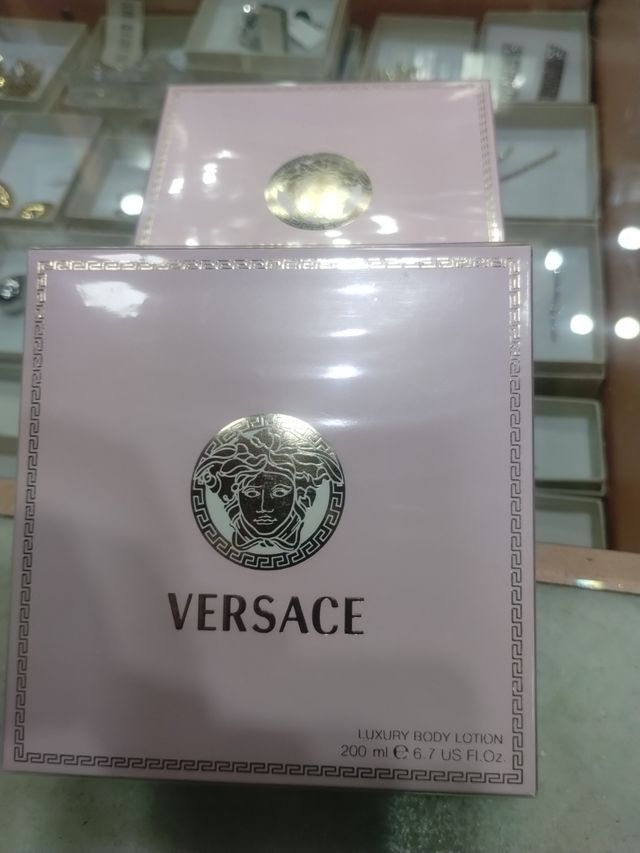 VERSACE
LUXURY BODY LOTION
200 ml ℮ 6.7 US Fl.Oz.